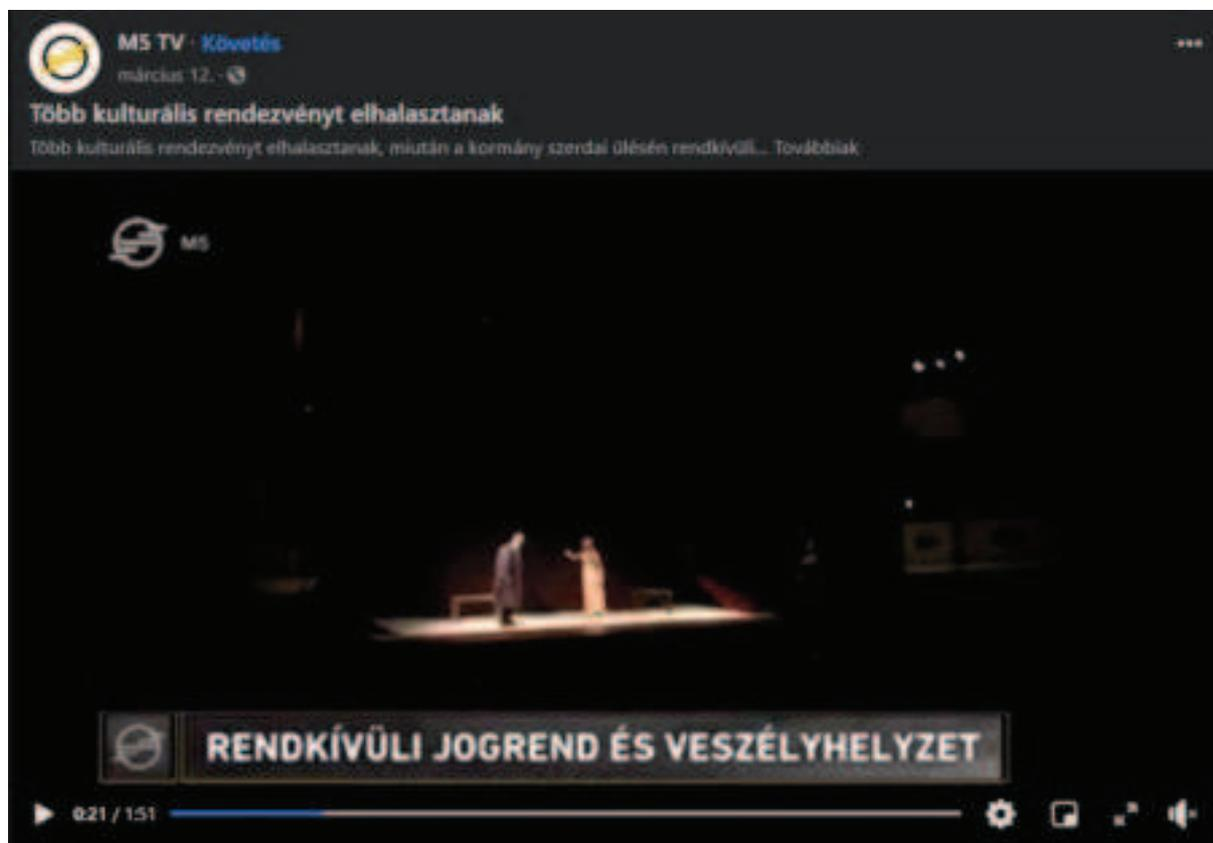 M5 TV · Követés
március 12. ·
Több kulturális rendezvényt elhalasztanak
Több kulturális rendezvényt elhalasztanak, miután a kormány szerdai ülésén rendkívüli... Továbbiak
M5
RENDKÍVÜLI JOGREND ÉS VESZÉLYHELYZET
0:21 / 1:51